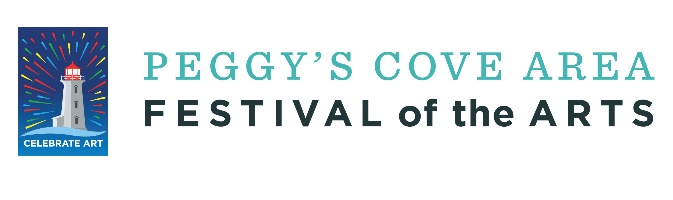 PEGGY'S COVE AREA
FESTIVAL of the ARTS
CELEBRATE ART